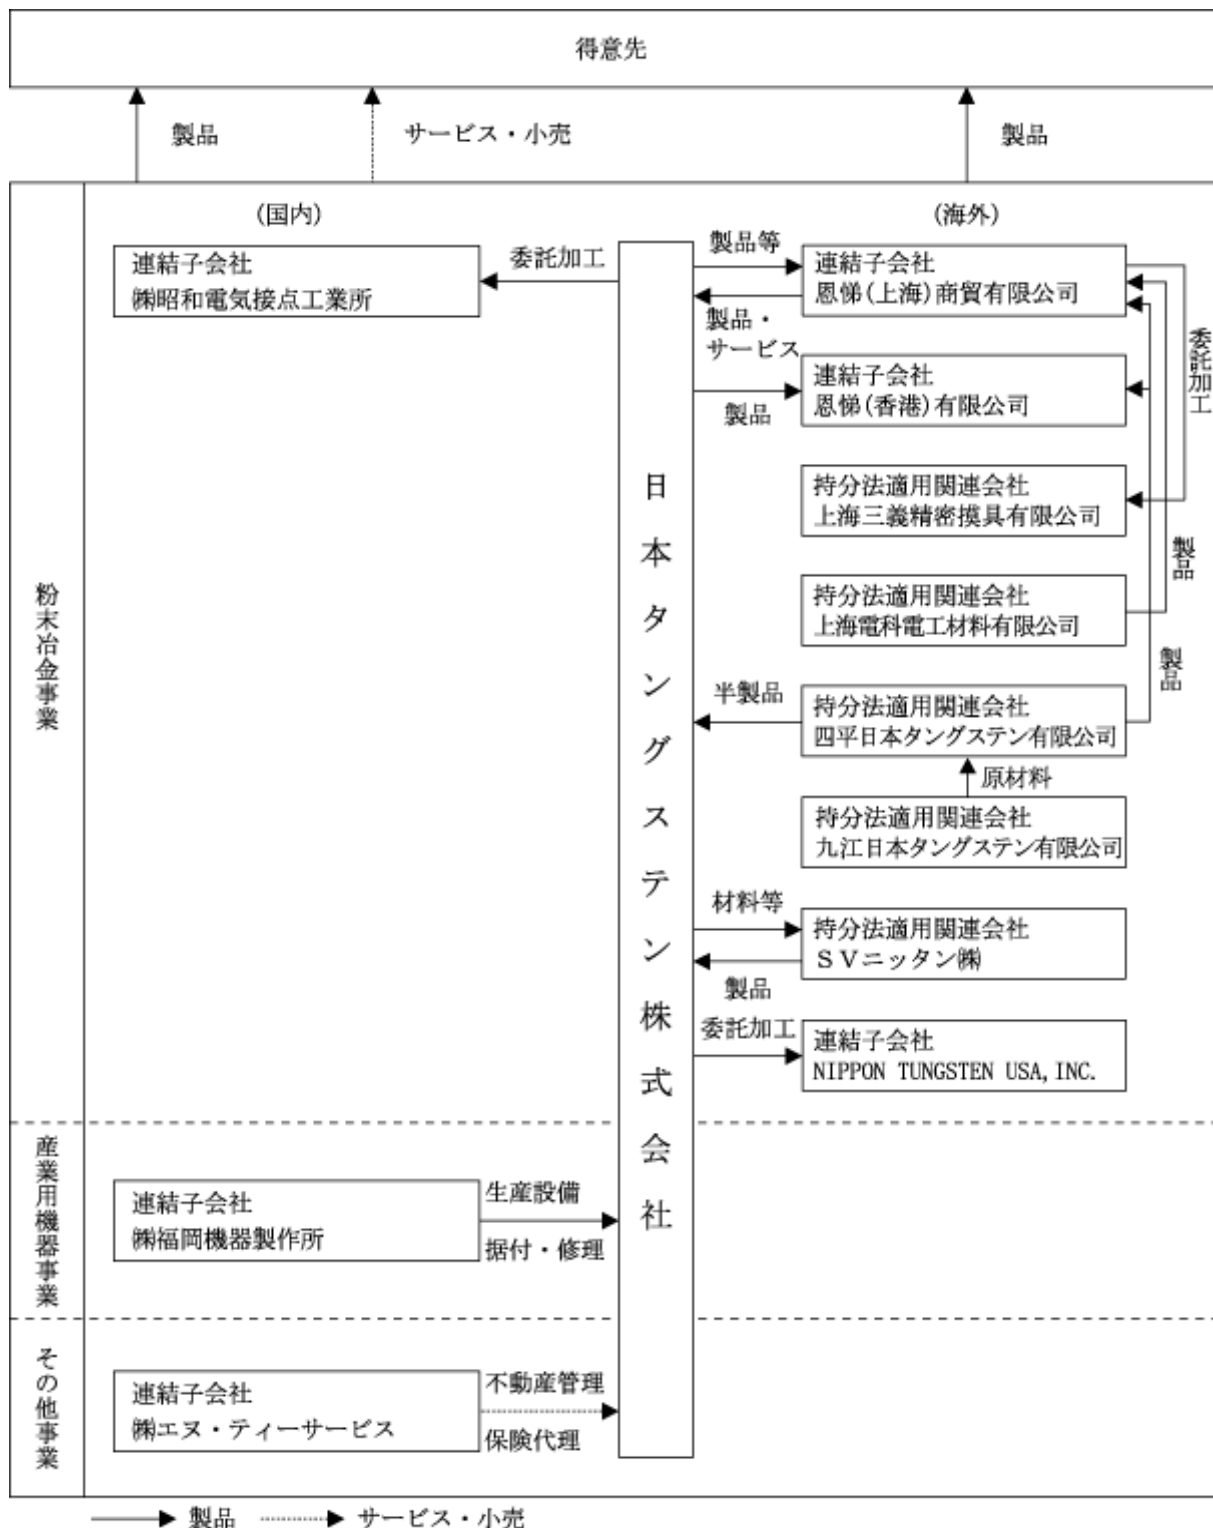 得意先
製品
サービス・小売
製品
(国内)
(海外)
粉末冶金事業
連結子会社
㈱昭和電気接点工業所
委託加工
日本タングステン株式会社
製品等
製品・
サービス
連結子会社
恩悌(上海)商貿有限公司
製品
連結子会社
恩悌(香港)有限公司
委託加工
持分法適用関連会社
上海三義精密摸具有限公司
製品
持分法適用関連会社
上海電科電工材料有限公司
製品
半製品
持分法適用関連会社
四平日本タングステン有限公司
原材料
持分法適用関連会社
九江日本タングステン有限公司
材料等
製品
持分法適用関連会社
ＳＶニッタン㈱
委託加工
連結子会社
NIPPON TUNGSTEN USA, INC.
産業用機器事業
連結子会社
㈱福岡機器製作所
生産設備
据付・修理
その他事業
連結子会社
㈱エヌ・ティーサービス
不動産管理
保険代理
製品
サービス・小売